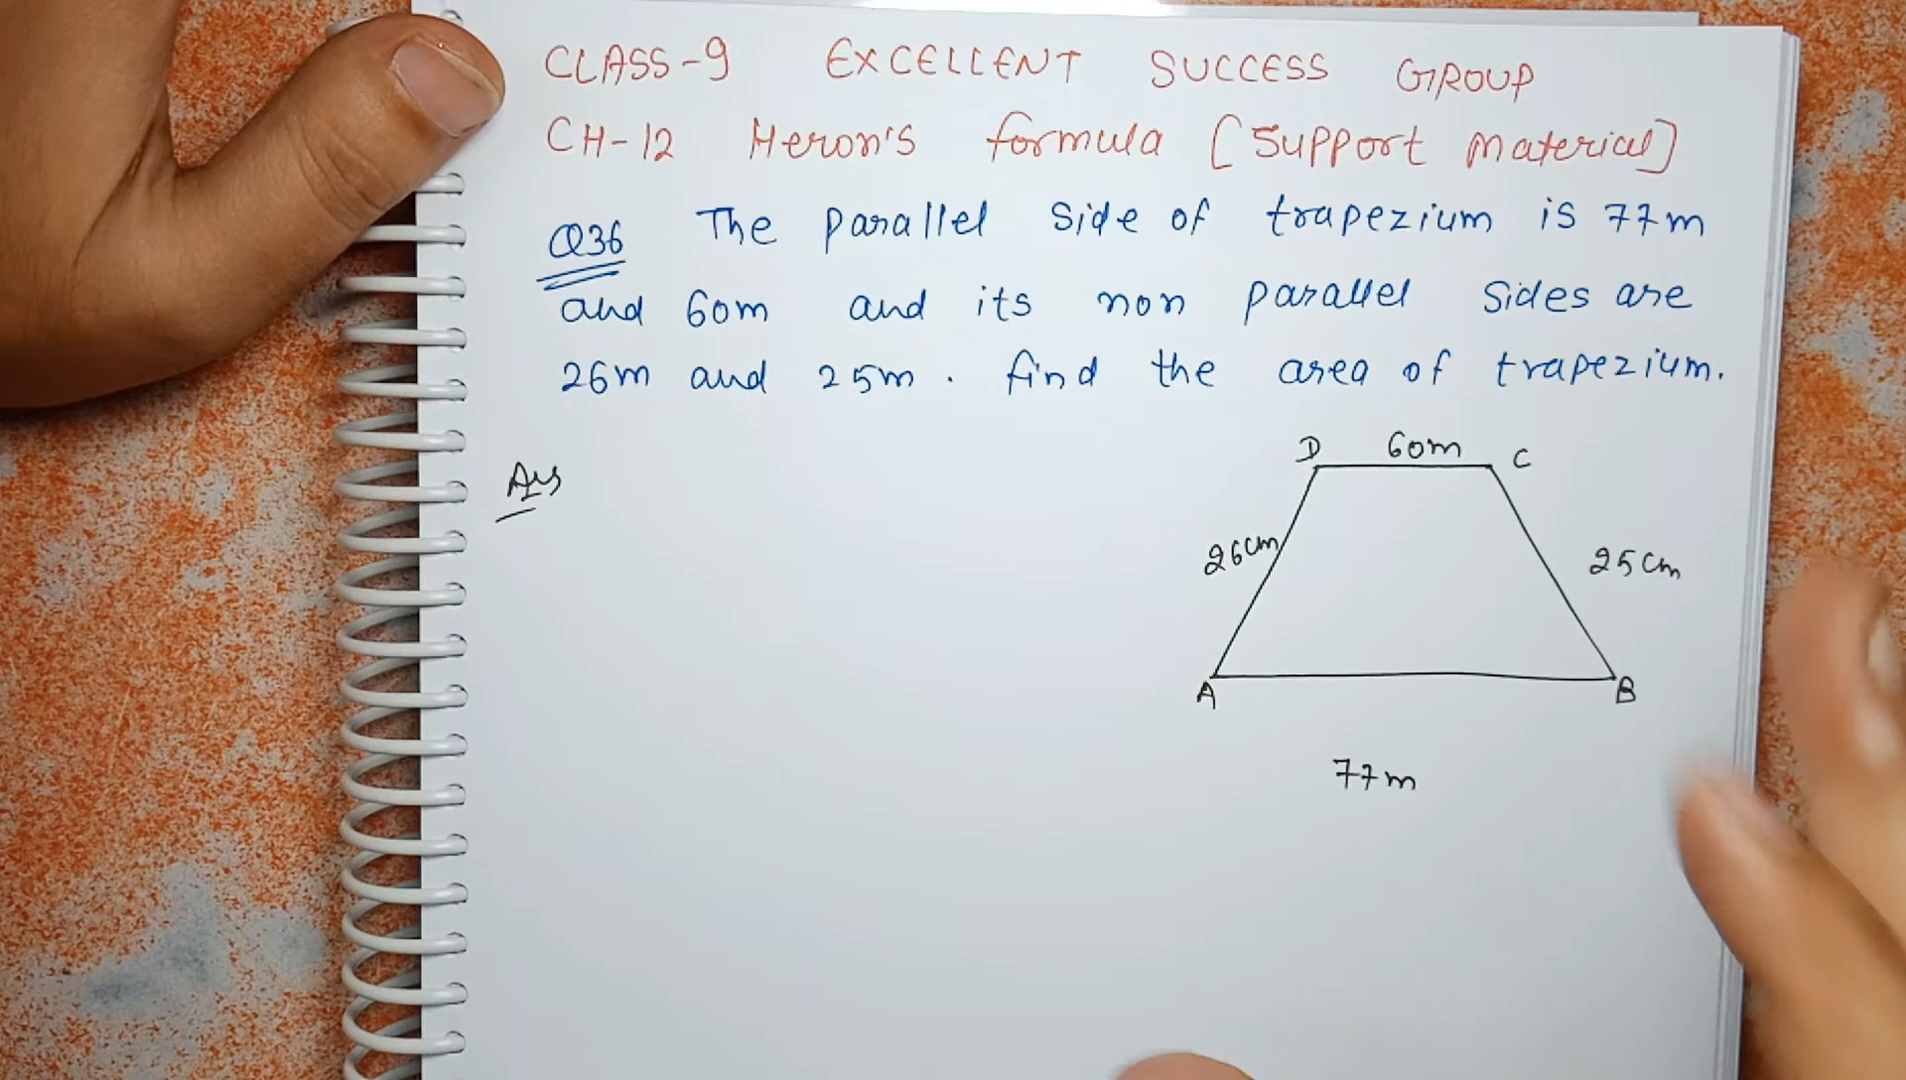 CLASS-9 EXCELLENT SUCCESS GROUP
CH-12 Heron's formula [Support Material]
Q36 The parallel side of trapezium is 77m
and 60m and its non parallel sides are
26m and 25m. find the area of trapezium.
Ans
D 60m C
26cm 25cm
A B
77m